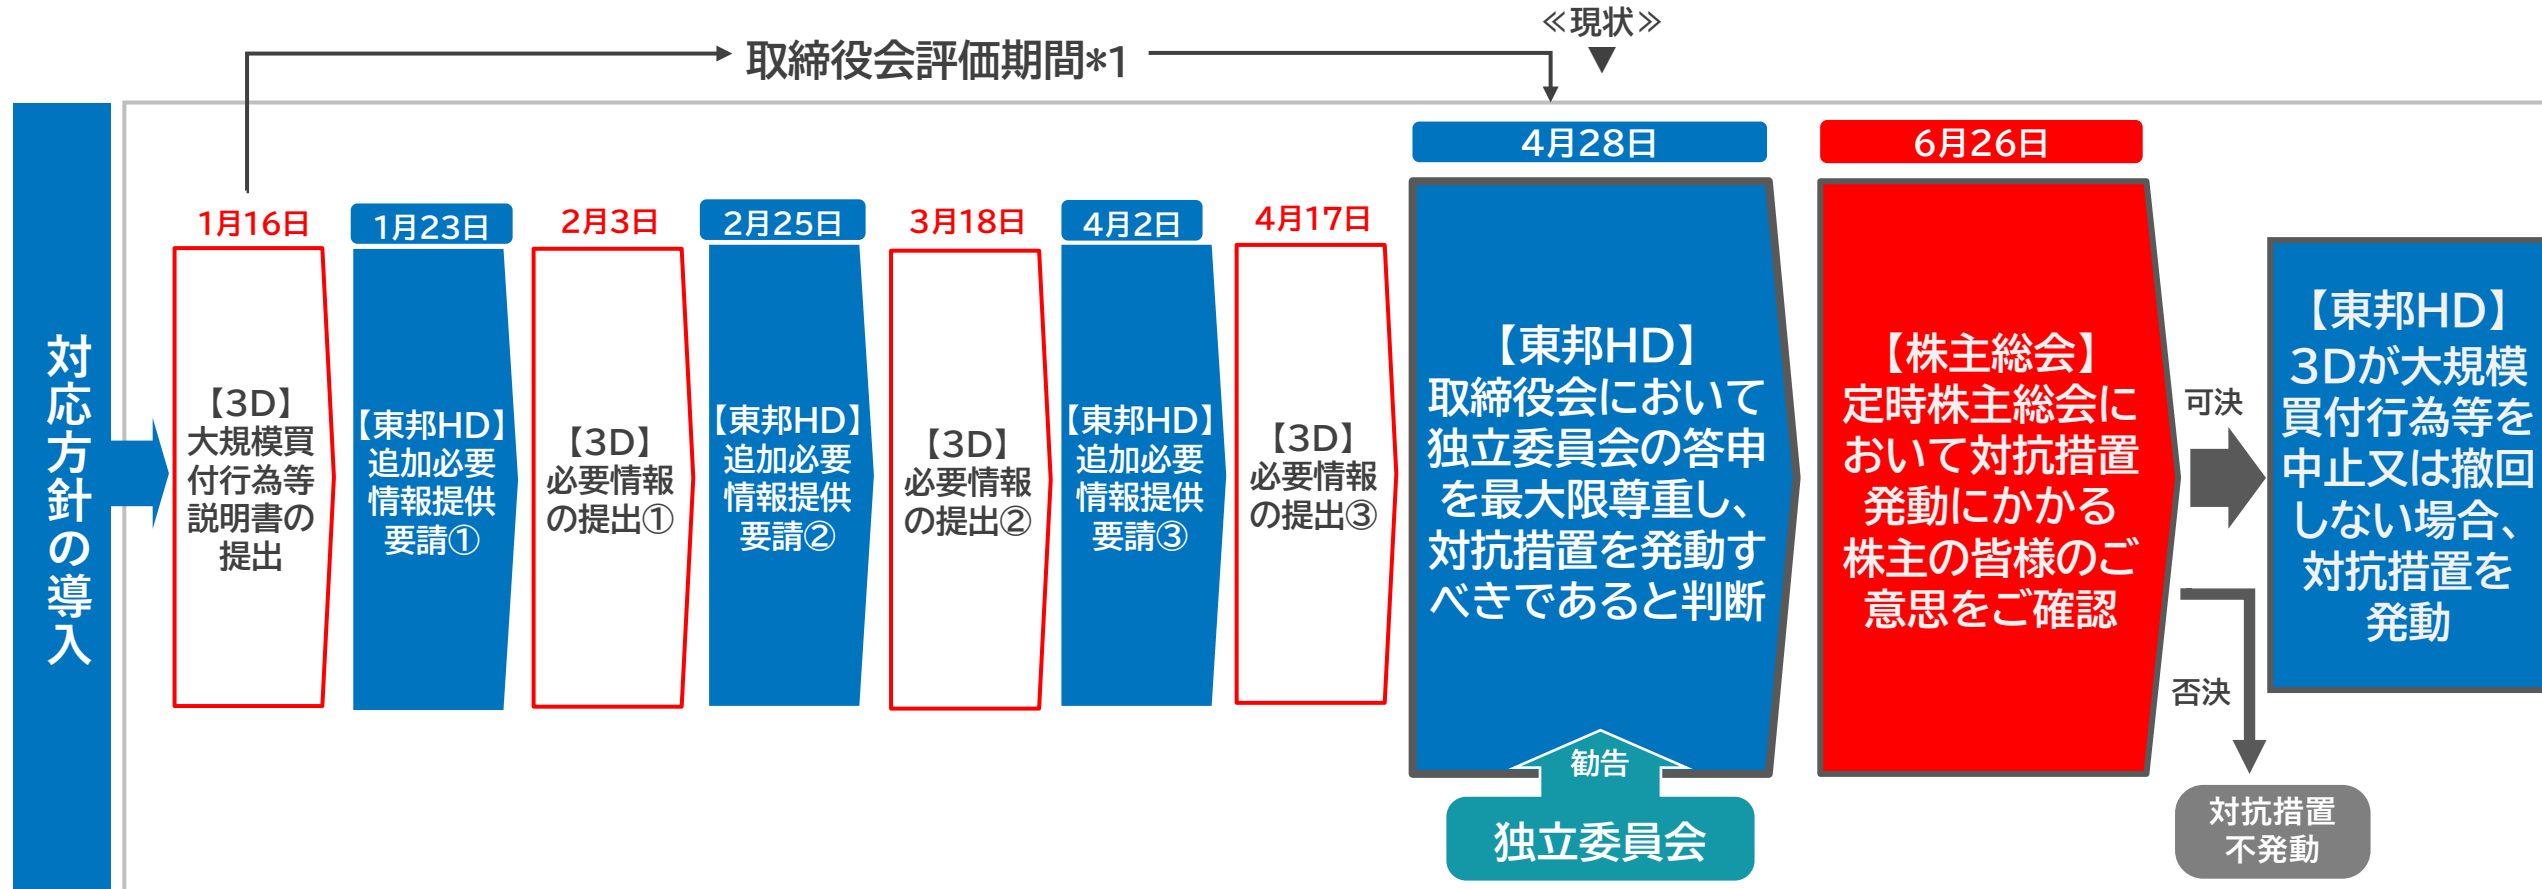 ≪現状≫
取締役会評価期間*1
対応方針の導入
1月16日
【3D】
大規模買
付行為等
説明書の
提出
1月23日
【東邦HD】
追加必要
情報提供
要請①
2月3日
【3D】
必要情報
の提出①
2月25日
【東邦HD】
追加必要
情報提供
要請②
3月18日
【3D】
必要情報
の提出②
4月2日
【東邦HD】
追加必要
情報提供
要請③
4月17日
【3D】
必要情報
の提出③
4月28日
【東邦HD】
取締役会において
独立委員会の答申
を最大限尊重し、
対抗措置を発動す
べきであると判断
勧告
独立委員会
6月26日
【株主総会】
定時株主総会に
おいて対抗措置
発動にかかる
株主の皆様のご
意思をご確認
可決
【東邦HD】
3Dが大規模
買付行為等を
中止又は撤回
しない場合、
対抗措置を
発動
否決
対抗措置
不発動